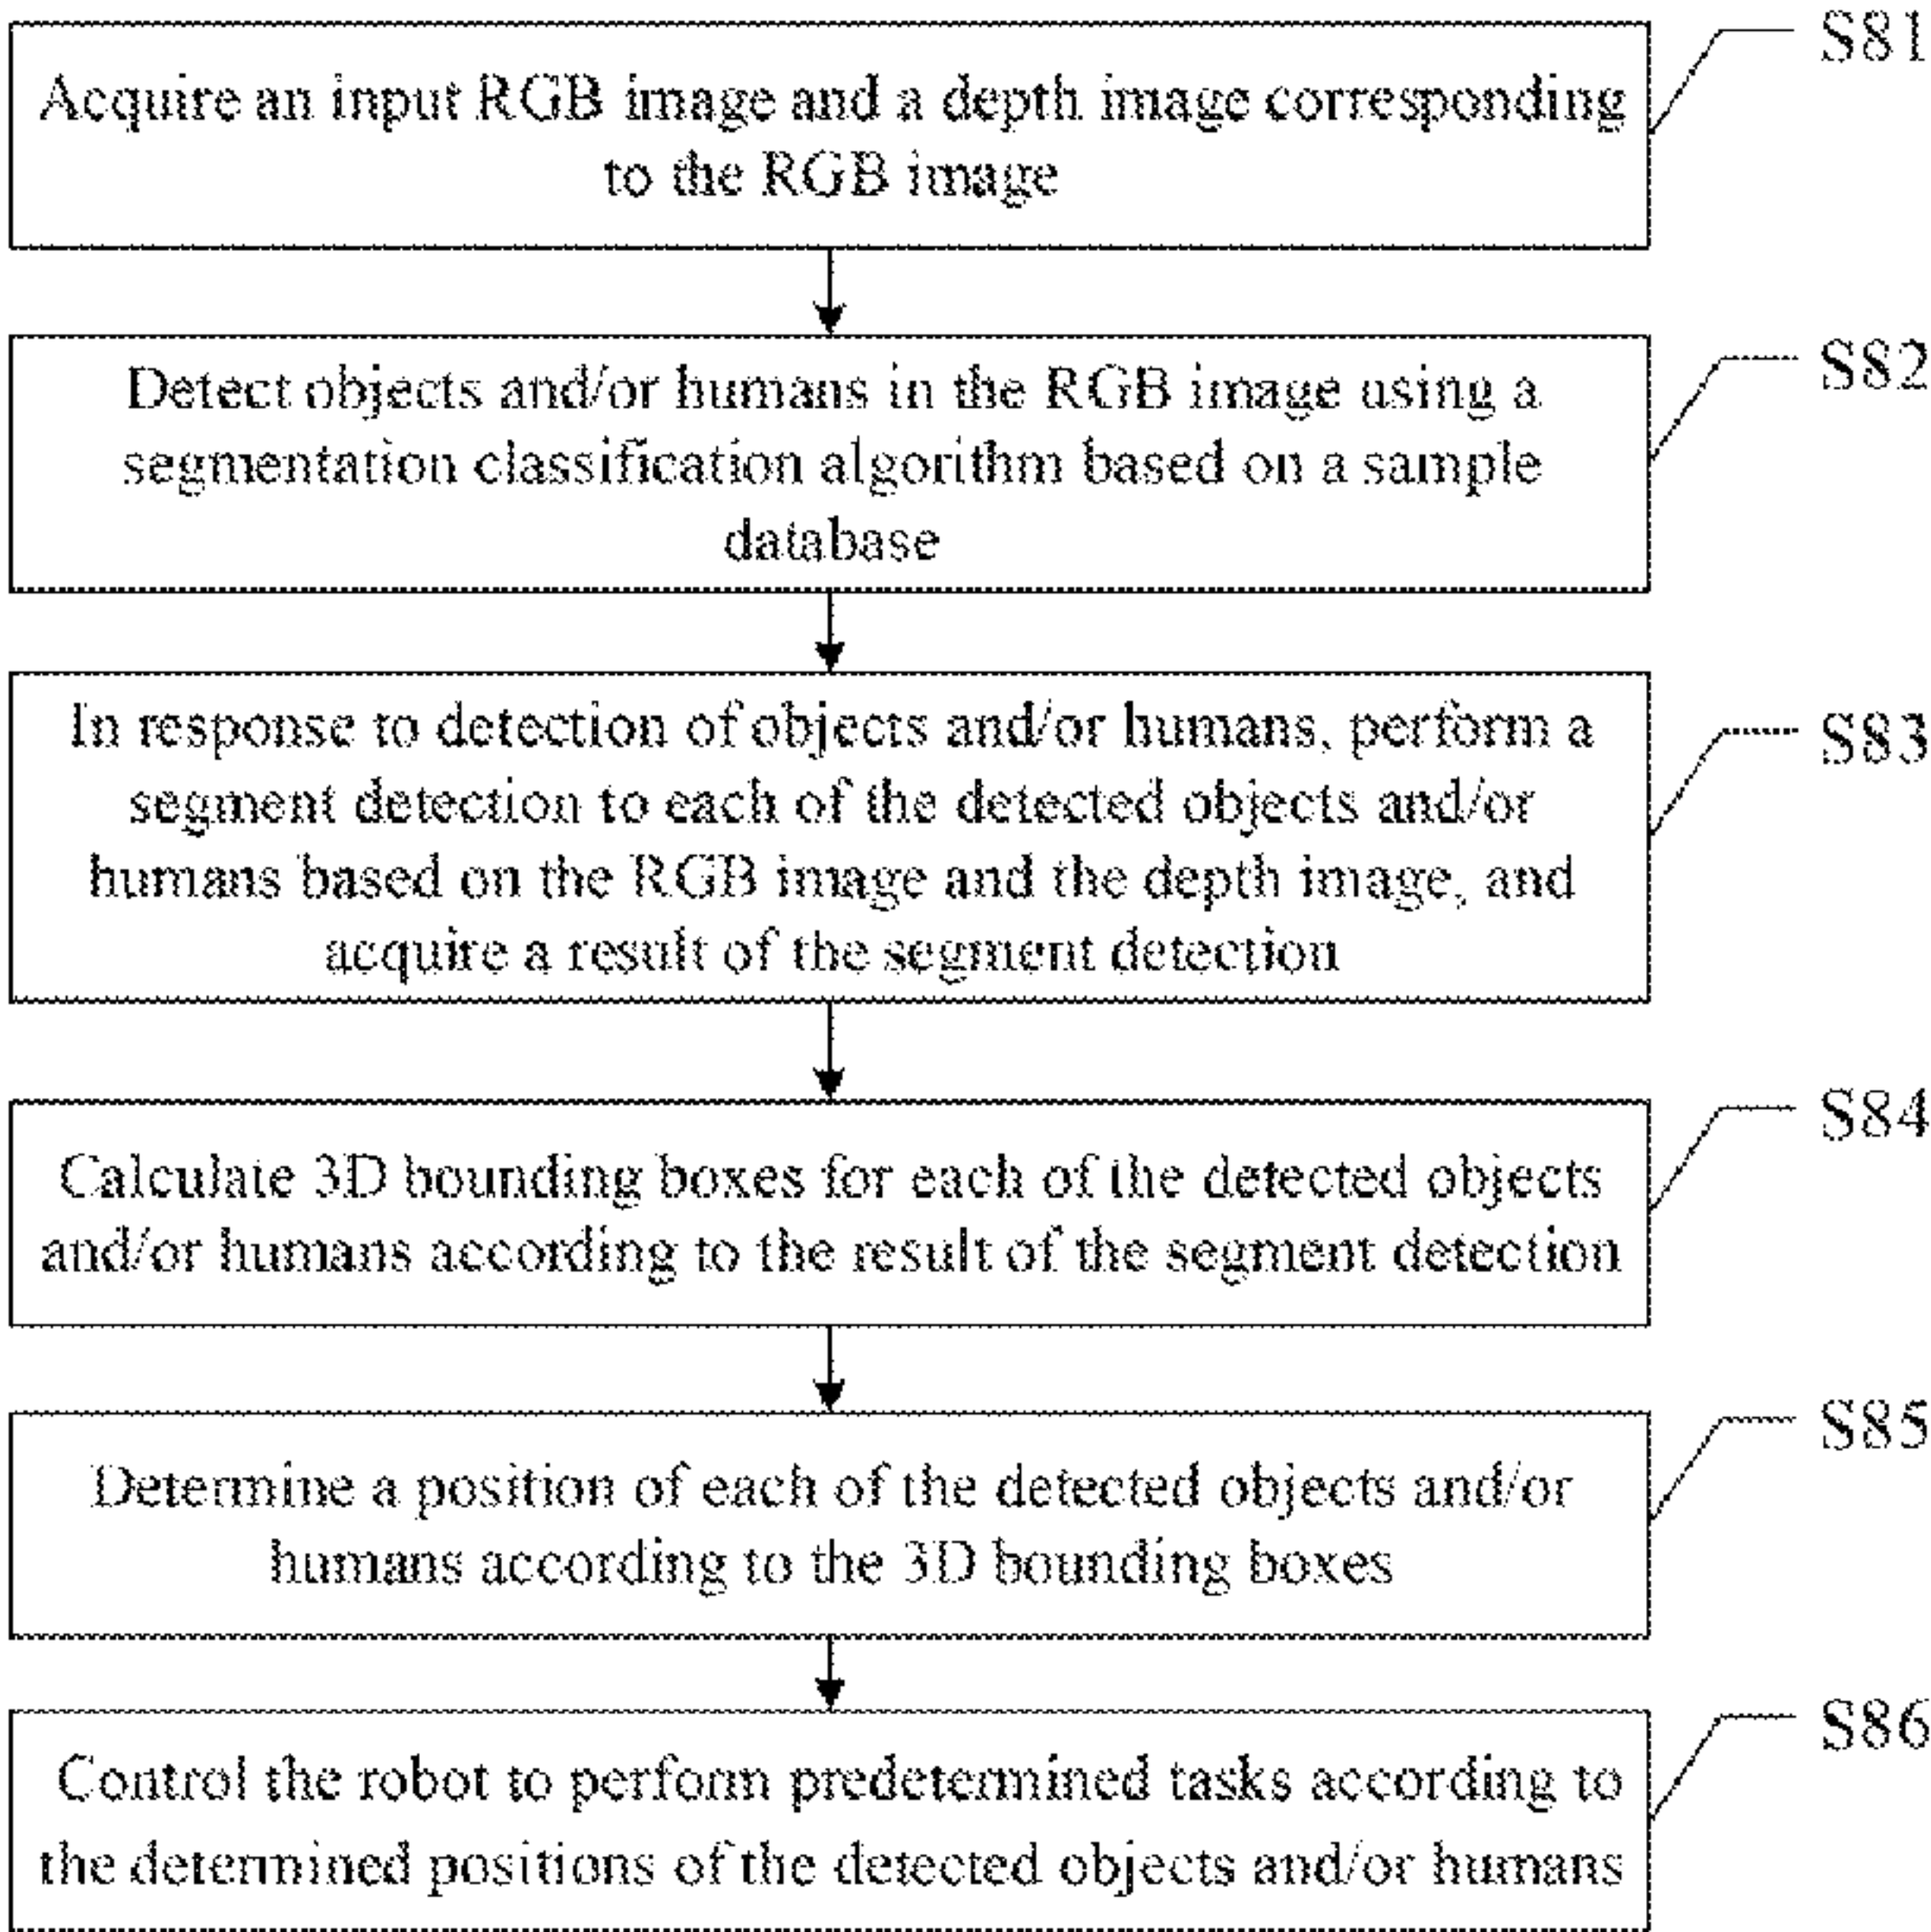 S81
Acquire an input RGB image and a depth image corresponding
to the RGB image
S82
Detect objects and/or humans in the RGB image using a
segmentation classification algorithm based on a sample
database
S83
In response to detection of objects and/or humans, perform a
segment detection to each of the detected objects and/or
humans based on the RGB image and the depth image, and
acquire a result of the segment detection
S84
Calculate 3D bounding boxes for each of the detected objects
and/or humans according to the result of the segment detection
S85
Determine a position of each of the detected objects and/or
humans according to the 3D bounding boxes
S86
Control the robot to perform predetermined tasks according to
the determined positions of the detected objects and/or humans